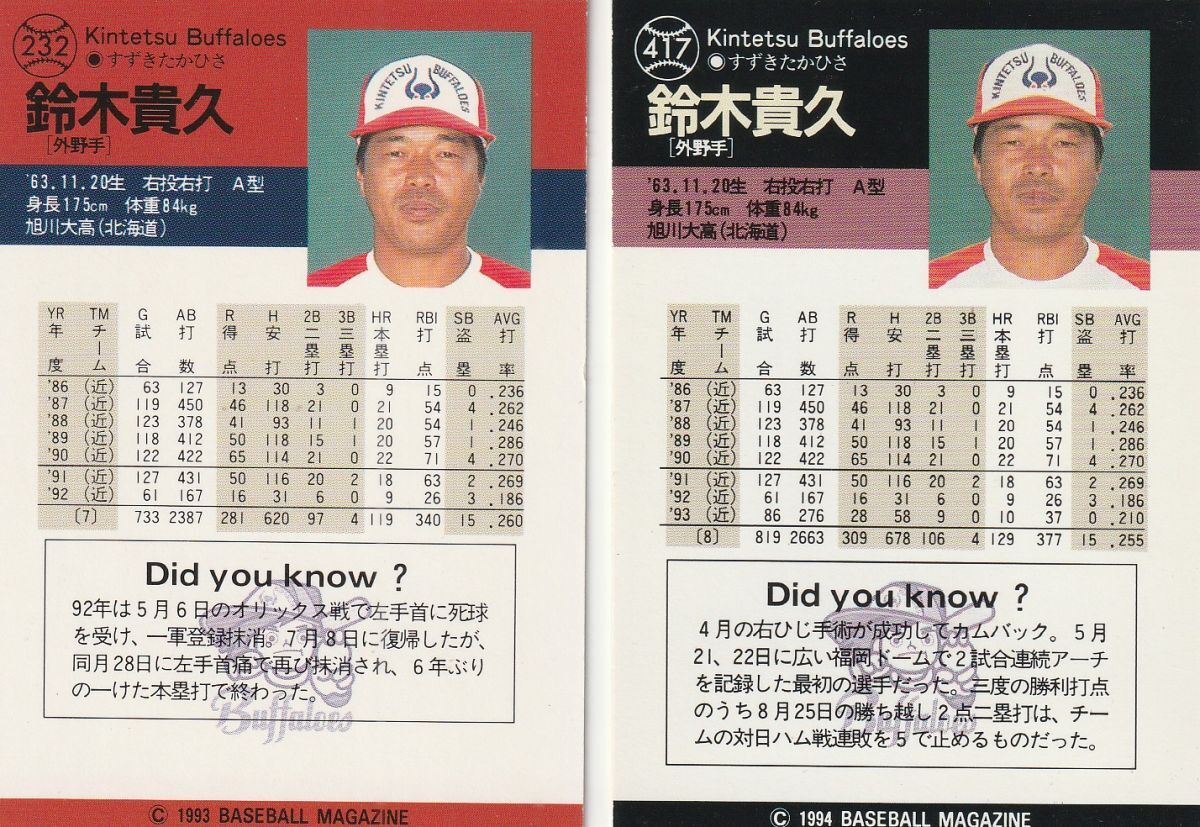 232
Kintetsu Buffaloes
●すずきたかひさ
鈴木貴久
[外野手]
'63.11.20生 右投右打 A型
身長175cm 体重84kg
旭川大高(北海道)
KINTETSU BUFFALOES
YR TM G AB R H 2B 3B HR RBI SB AVG
年度 チーム 試合 打数 得点 安打 二塁打 三塁打 本塁打 打点 盗塁 打率
'86 (近) 63 127 13 30 3 0 9 15 0 .236
'87 (近) 119 450 46 118 21 0 21 54 4 .262
'88 (近) 123 378 41 93 11 1 20 54 1 .246
'89 (近) 118 412 50 118 15 1 20 57 1 .286
'90 (近) 122 422 65 114 21 0 22 71 4 .270
'91 (近) 127 431 50 116 20 2 18 63 2 .269
'92 (近) 61 167 16 31 6 0 9 26 3 .186
[7] 733 2387 281 620 97 4 119 340 15 .260
Did you know ?
92年は5月6日のオリックス戦で左手首に死球
を受け、一軍登録抹消。7月8日に復帰したが、
同月28日に左手首痛で再び抹消され、6年ぶり
の一けた本塁打で終わった。
Buffaloes
© 1993 BASEBALL MAGAZINE
417
Kintetsu Buffaloes
●すずきたかひさ
鈴木貴久
[外野手]
'63.11.20生 右投右打 A型
身長175cm 体重84kg
旭川大高(北海道)
KINTETSU BUFFALOES
YR TM G AB R H 2B 3B HR RBI SB AVG
年度 チーム 試合 打数 得点 安打 二塁打 三塁打 本塁打 打点 盗塁 打率
'86 (近) 63 127 13 30 3 0 9 15 0 .236
'87 (近) 119 450 46 118 21 0 21 54 4 .262
'88 (近) 123 378 41 93 11 1 20 54 1 .246
'89 (近) 118 412 50 118 15 1 20 57 1 .286
'90 (近) 122 422 65 114 21 0 22 71 4 .270
'91 (近) 127 431 50 116 20 2 18 63 2 .269
'92 (近) 61 167 16 31 6 0 9 26 3 .186
'93 (近) 86 276 28 58 9 0 10 37 0 .210
[8] 819 2663 309 678 106 4 129 377 15 .255
Did you know ?
4月の右ひじ手術が成功してカムバック。5月
21、22日に広い福岡ドームで2試合連続アーチ
を記録した最初の選手だった。三度の勝利打点
のうち8月25日の勝ち越し2点二塁打は、チー
ムの対日ハム戦連敗を5で止めるものだった。
Buffaloes
© 1994 BASEBALL MAGAZINE